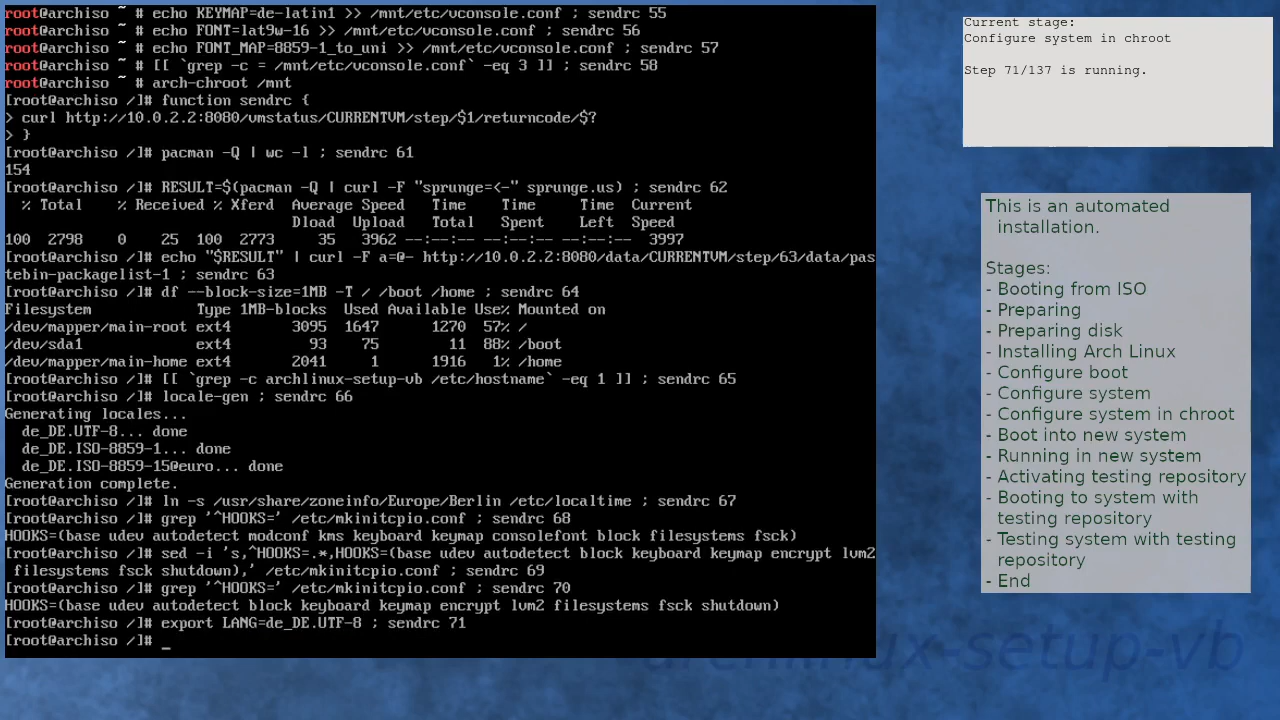 root@archiso ~ # echo KEYMAP=de-latin1 >> /mnt/etc/vconsole.conf ; sendrc 55
root@archiso ~ # echo FONT=lat9w-16 >> /mnt/etc/vconsole.conf ; sendrc 56
root@archiso ~ # echo FONT_MAP=8859-1_to_uni >> /mnt/etc/vconsole.conf ; sendrc 57
root@archiso ~ # [[ `grep -c = /mnt/etc/vconsole.conf` -eq 3 ]] ; sendrc 58
root@archiso ~ # arch-chroot /mnt
[root@archiso /]# function sendrc {
> curl http://10.0.2.2:8080/vmstatus/CURRENTVM/step/$1/returncode/$?
> }
[root@archiso /]# pacman -Q | wc -l ; sendrc 61
154
[root@archiso /]# RESULT=$(pacman -Q | curl -F "sprunge=<-" sprunge.us) ; sendrc 62
  % Total    % Received % Xferd  Average Speed   Time    Time     Time  Current
                                 Dload  Upload   Total   Spent    Left  Speed
100  2798    0    25  100  2773     35   3962 --:--:-- --:--:-- --:--:--  3997
[root@archiso /]# echo "$RESULT" | curl -F a=@- http://10.0.2.2:8080/data/CURRENTVM/step/63/data/pas
tebin-packagelist-1 ; sendrc 63
[root@archiso /]# df --block-size=1MB -T / /boot /home ; sendrc 64
Filesystem            Type 1MB-blocks  Used Available Use% Mounted on
/dev/mapper/main-root ext4       3095  1647      1270  57% /
/dev/sda1             ext4         93    75        11  88% /boot
/dev/mapper/main-home ext4       2041     1      1916   1% /home
[root@archiso /]# [[ `grep -c archlinux-setup-vb /etc/hostname` -eq 1 ]] ; sendrc 65
[root@archiso /]# locale-gen ; sendrc 66
Generating locales...
  de_DE.UTF-8... done
  de_DE.ISO-8859-1... done
  de_DE.ISO-8859-15@euro... done
Generation complete.
[root@archiso /]# ln -s /usr/share/zoneinfo/Europe/Berlin /etc/localtime ; sendrc 67
[root@archiso /]# grep '^HOOKS=' /etc/mkinitcpio.conf ; sendrc 68
HOOKS=(base udev autodetect modconf kms keyboard keymap consolefont block filesystems fsck)
[root@archiso /]# sed -i 's,^HOOKS=.*,HOOKS=(base udev autodetect block keyboard keymap encrypt lvm2
 filesystems fsck shutdown),' /etc/mkinitcpio.conf ; sendrc 69
[root@archiso /]# grep '^HOOKS=' /etc/mkinitcpio.conf ; sendrc 70
HOOKS=(base udev autodetect block keyboard keymap encrypt lvm2 filesystems fsck shutdown)
[root@archiso /]# export LANG=de_DE.UTF-8 ; sendrc 71
[root@archiso /]# _
Current stage:
Configure system in chroot
Step 71/137 is running.
This is an automated
installation.
Stages:
- Booting from ISO
- Preparing
- Preparing disk
- Installing Arch Linux
- Configure boot
- Configure system
- Configure system in chroot
- Boot into new system
- Running in new system
- Activating testing repository
- Booting to system with
testing repository
- Testing system with testing
repository
- End
archlinux-setup-vb